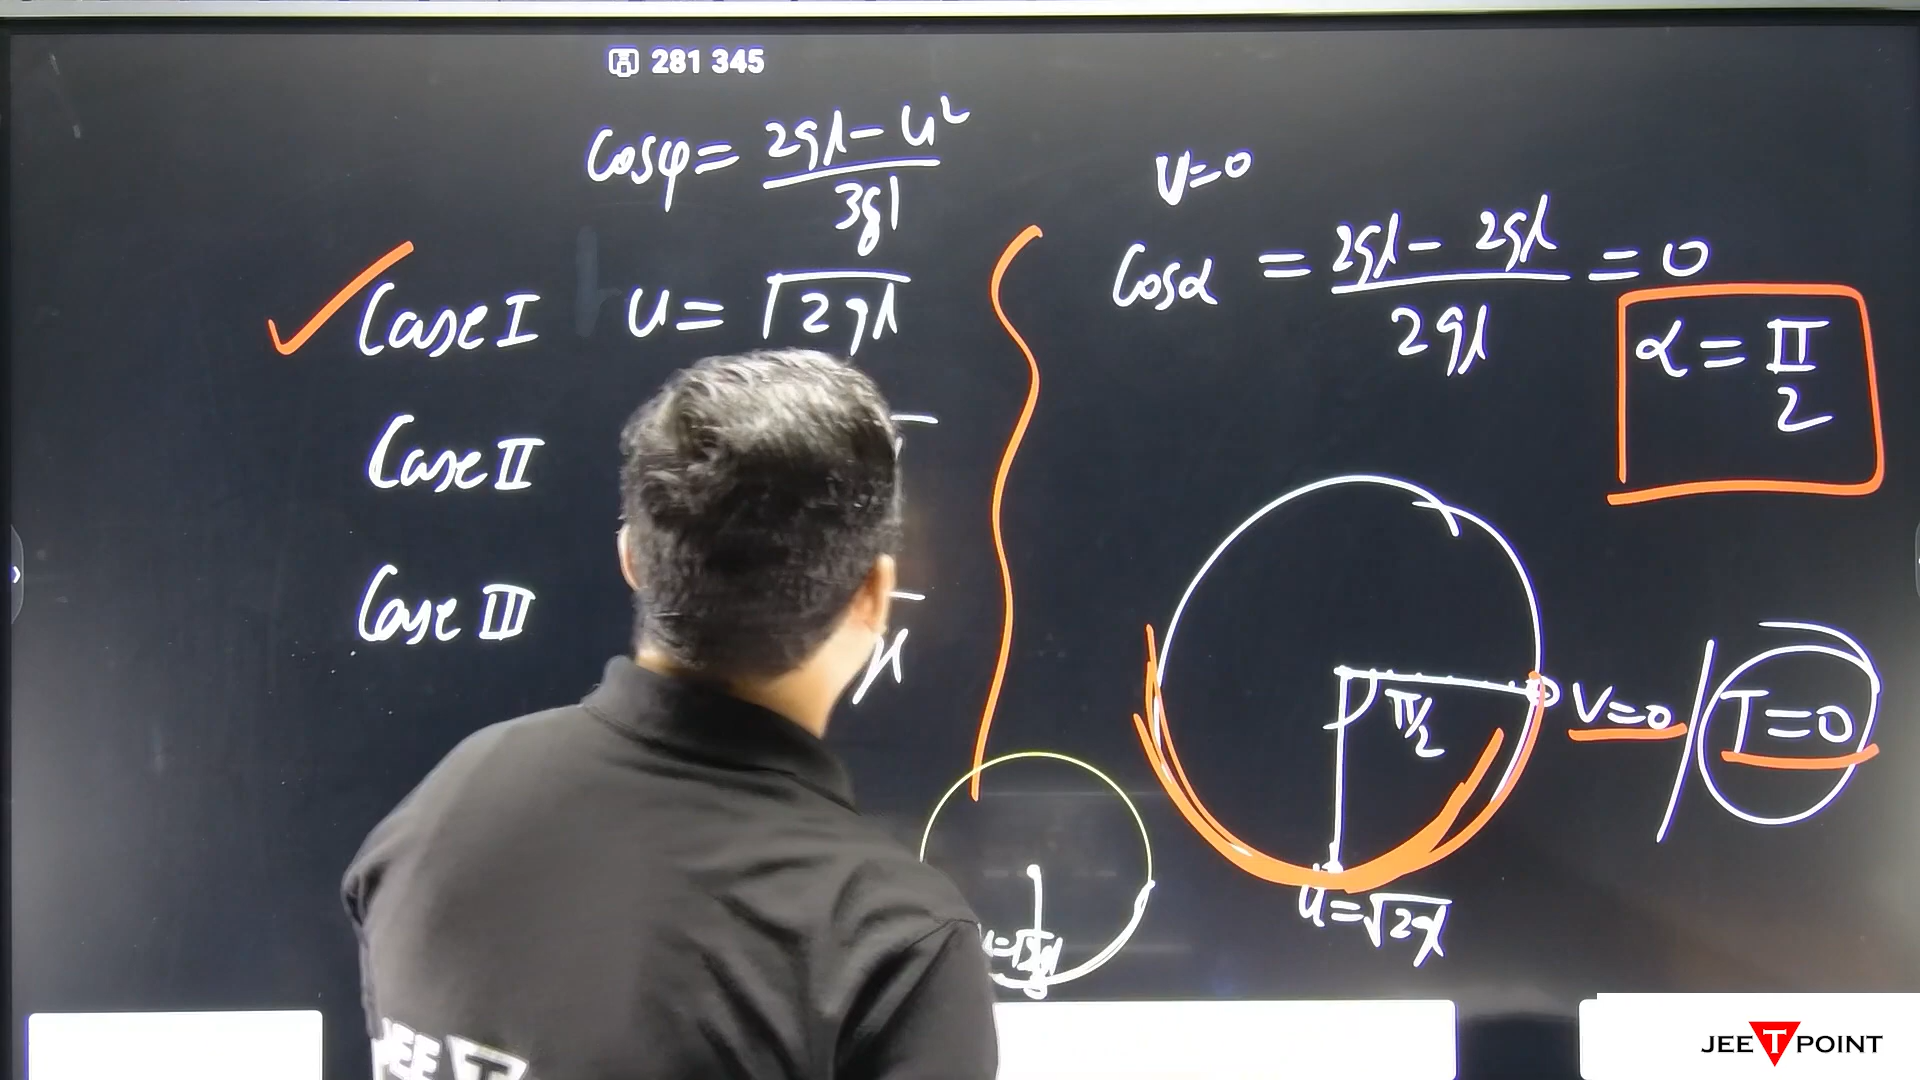 281 345
Cosφ = (2gl - u²)/(3gl)
Case I u = √2gl
Case II
Case III
V=0
Cosα = (2gl - 2gl)/(2gl) = 0
α = π/2
π/2
V=0 / T=0
u=√2gl
JEE T
JEE T POINT